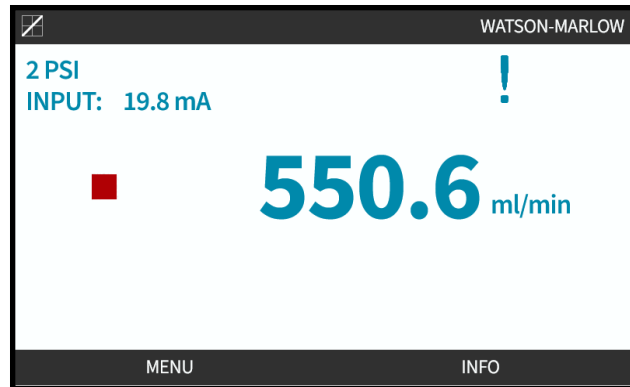 WATSON-MARLOW
2 PSI
!
INPUT: 19.8 mA
550.6 ml/min
MENU INFO